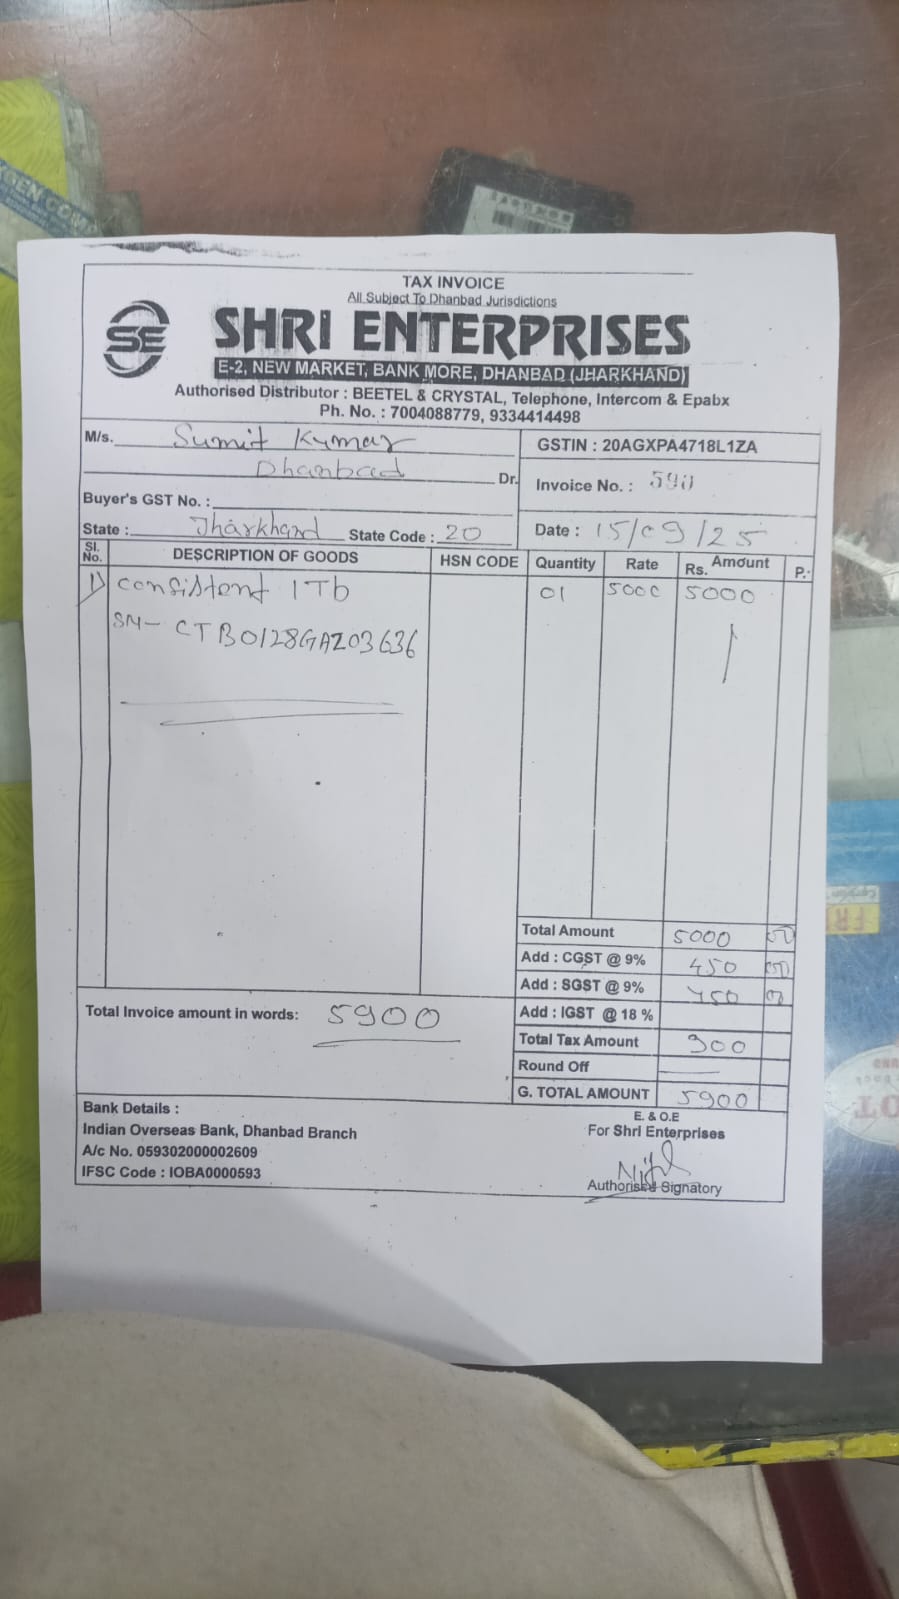 TAX INVOICE
All Subject To Dhanbad Jurisdictions
SE
SHRI ENTERPRISES
E-2, NEW MARKET, BANK MORE, DHANBAD (JHARKHAND)
Authorised Distributor : BEETEL & CRYSTAL, Telephone, Intercom & Epabx
Ph. No. : 7004088779, 9334414498
M/s. Sumit Kumar
Dhanbad Dr.
GSTIN : 20AGXPA4718L1ZA
Invoice No. : 590
Buyer's GST No. :
State : Jharkhand State Code : 20
Date : 15/09/25
Sl. No. DESCRIPTION OF GOODS HSN CODE Quantity Rate Rs. Amount P.
1) Consistent 1Tb 01 5000 5000
SN- CTB0128GAZ03636
Total Amount 5000
Add : CGST @ 9% 450
Add : SGST @ 9% 450
Add : IGST @ 18 %
Total Invoice amount in words: 5900
Total Tax Amount 900
Round Off
G. TOTAL AMOUNT 5900
Bank Details :
Indian Overseas Bank, Dhanbad Branch
A/c No. 059302000002609
IFSC Code : IOBA0000593
E. & O.E
For Shri Enterprises
Authorised Signatory